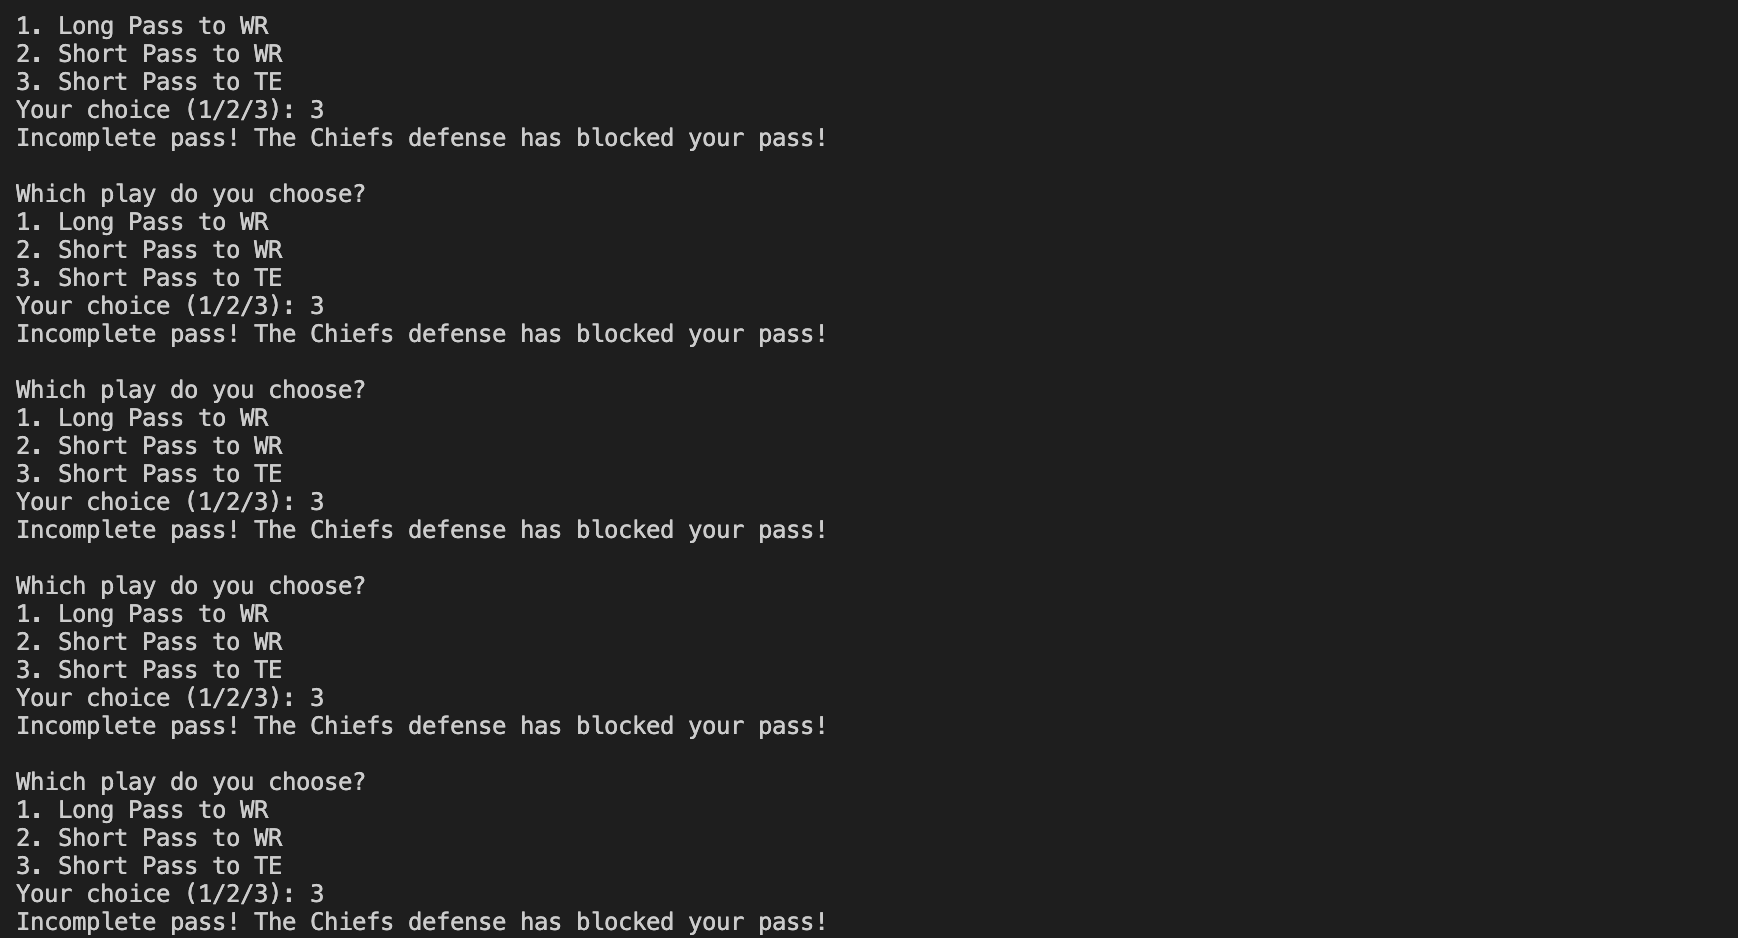 1. Long Pass to WR
2. Short Pass to WR
3. Short Pass to TE
Your choice (1/2/3): 3
Incomplete pass! The Chiefs defense has blocked your pass!

Which play do you choose?
1. Long Pass to WR
2. Short Pass to WR
3. Short Pass to TE
Your choice (1/2/3): 3
Incomplete pass! The Chiefs defense has blocked your pass!

Which play do you choose?
1. Long Pass to WR
2. Short Pass to WR
3. Short Pass to TE
Your choice (1/2/3): 3
Incomplete pass! The Chiefs defense has blocked your pass!

Which play do you choose?
1. Long Pass to WR
2. Short Pass to WR
3. Short Pass to TE
Your choice (1/2/3): 3
Incomplete pass! The Chiefs defense has blocked your pass!

Which play do you choose?
1. Long Pass to WR
2. Short Pass to WR
3. Short Pass to TE
Your choice (1/2/3): 3
Incomplete pass! The Chiefs defense has blocked your pass!